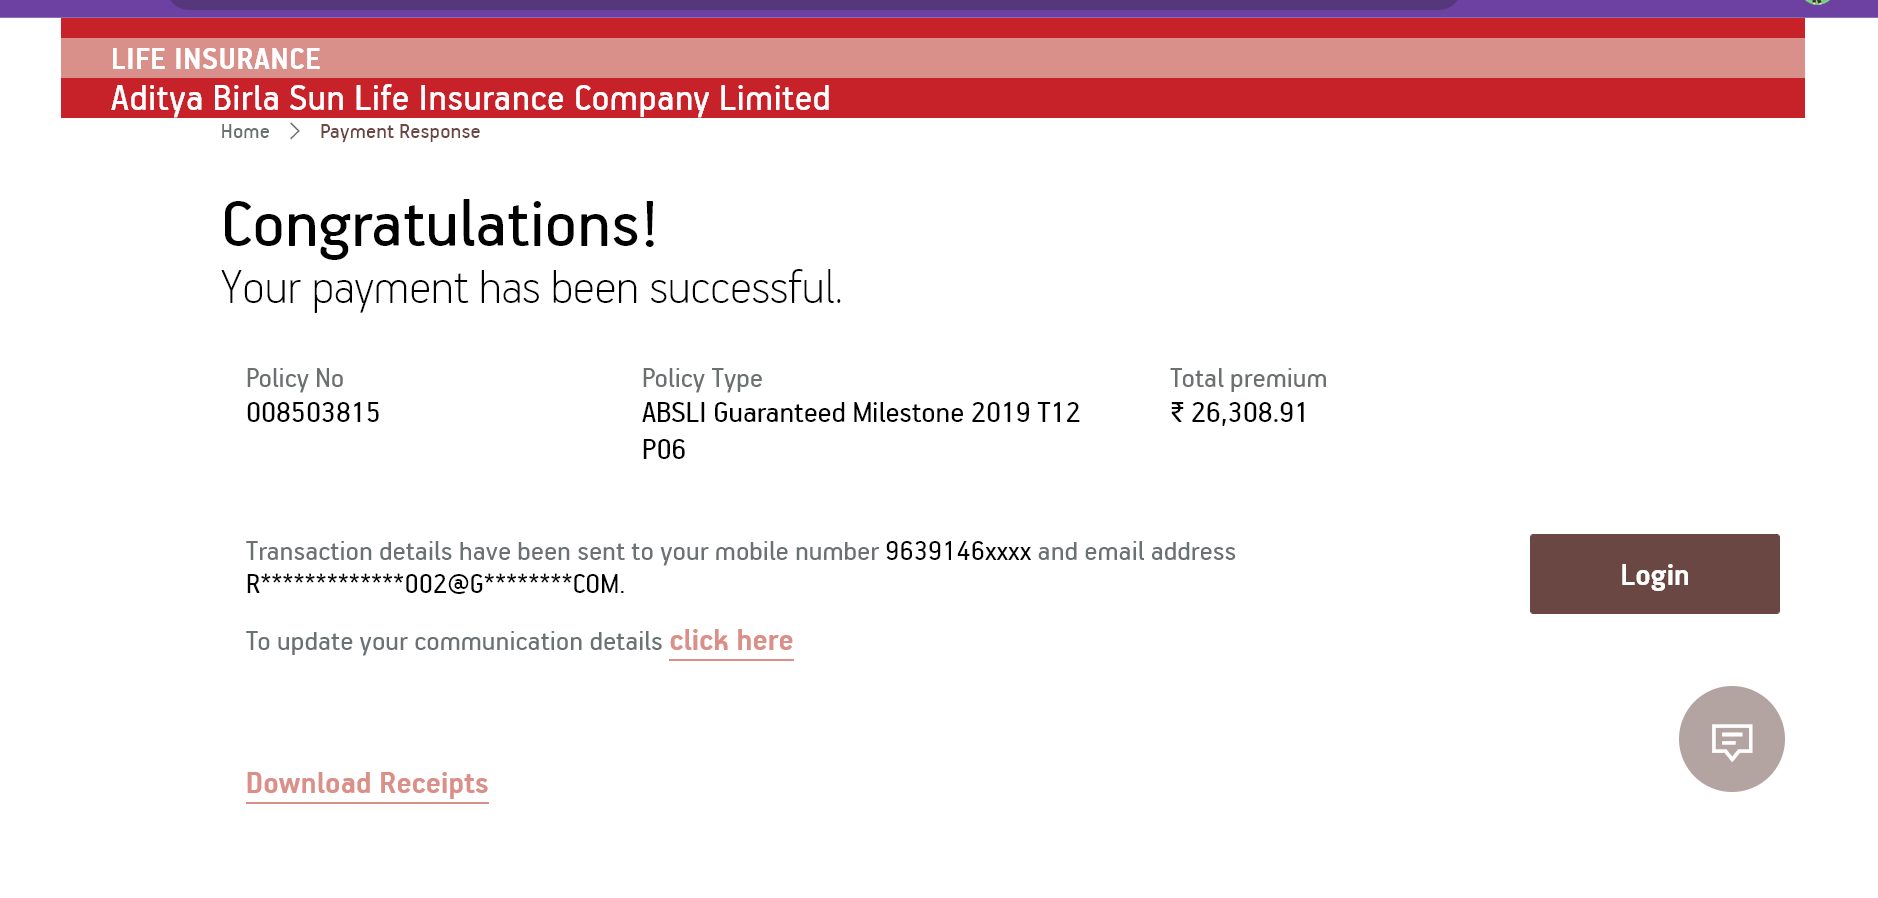 LIFE INSURANCE
Aditya Birla Sun Life Insurance Company Limited
Home > Payment Response
Congratulations!
Your payment has been successful.
Policy No
008503815
Policy Type
ABSLI Guaranteed Milestone 2019 T12
P06
Total premium
₹ 26,308.91
Transaction details have been sent to your mobile number 9639146xxxx and email address
R*************002@G********COM.
Login
To update your communication details click here
Download Receipts